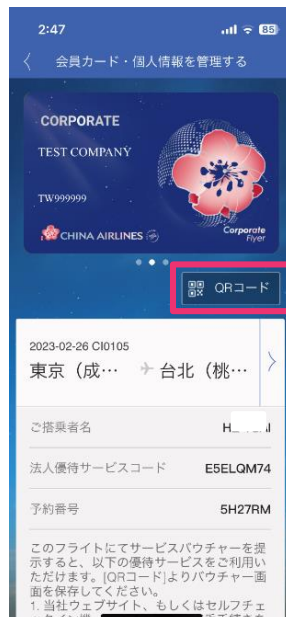 2:47
85
会員カード・個人情報を管理する
CORPORATE
TEST COMPANY
TW999999
CHINA AIRLINES
Corporate
Flyer
QRコード
2023-02-26 CI0105
東京（成… 台北（桃…
ご搭乗者名
法人優待サービスコード E5ELQM74
予約番号 5H27RM
このフライトにてサービスバウチャーを提
示すると、以下の優待サービスをご利用い
ただけます。[QRコード]よりバウチャー画
面を保存してください。
1. 当社ウェブサイト、もしくはセルフチェ